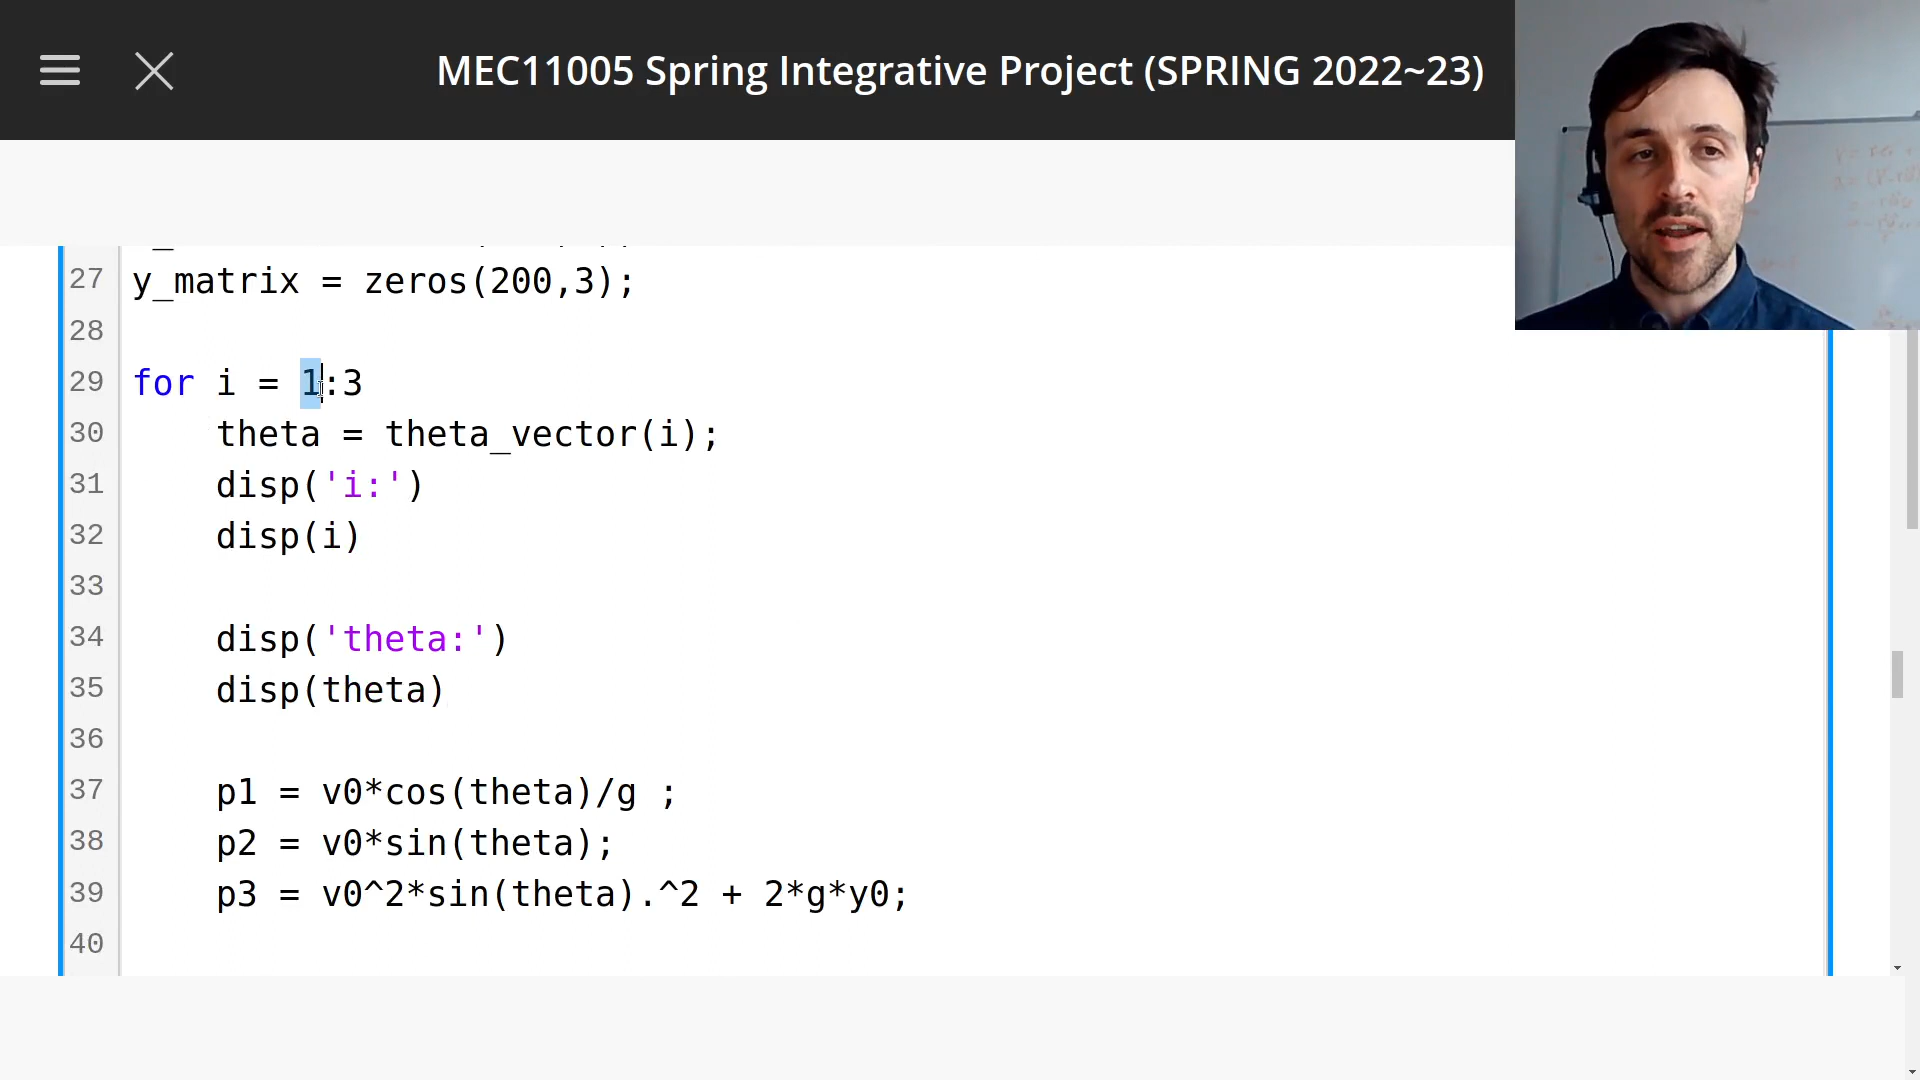 MEC11005 Spring Integrative Project (SPRING 2022~23)
27 y_matrix = zeros(200,3);
28
29 for i = 1:3
30 theta = theta_vector(i);
31 disp('i:')
32 disp(i)
33
34 disp('theta:')
35 disp(theta)
36
37 p1 = v0*cos(theta)/g ;
38 p2 = v0*sin(theta);
39 p3 = v0^2*sin(theta).^2 + 2*g*y0;
40